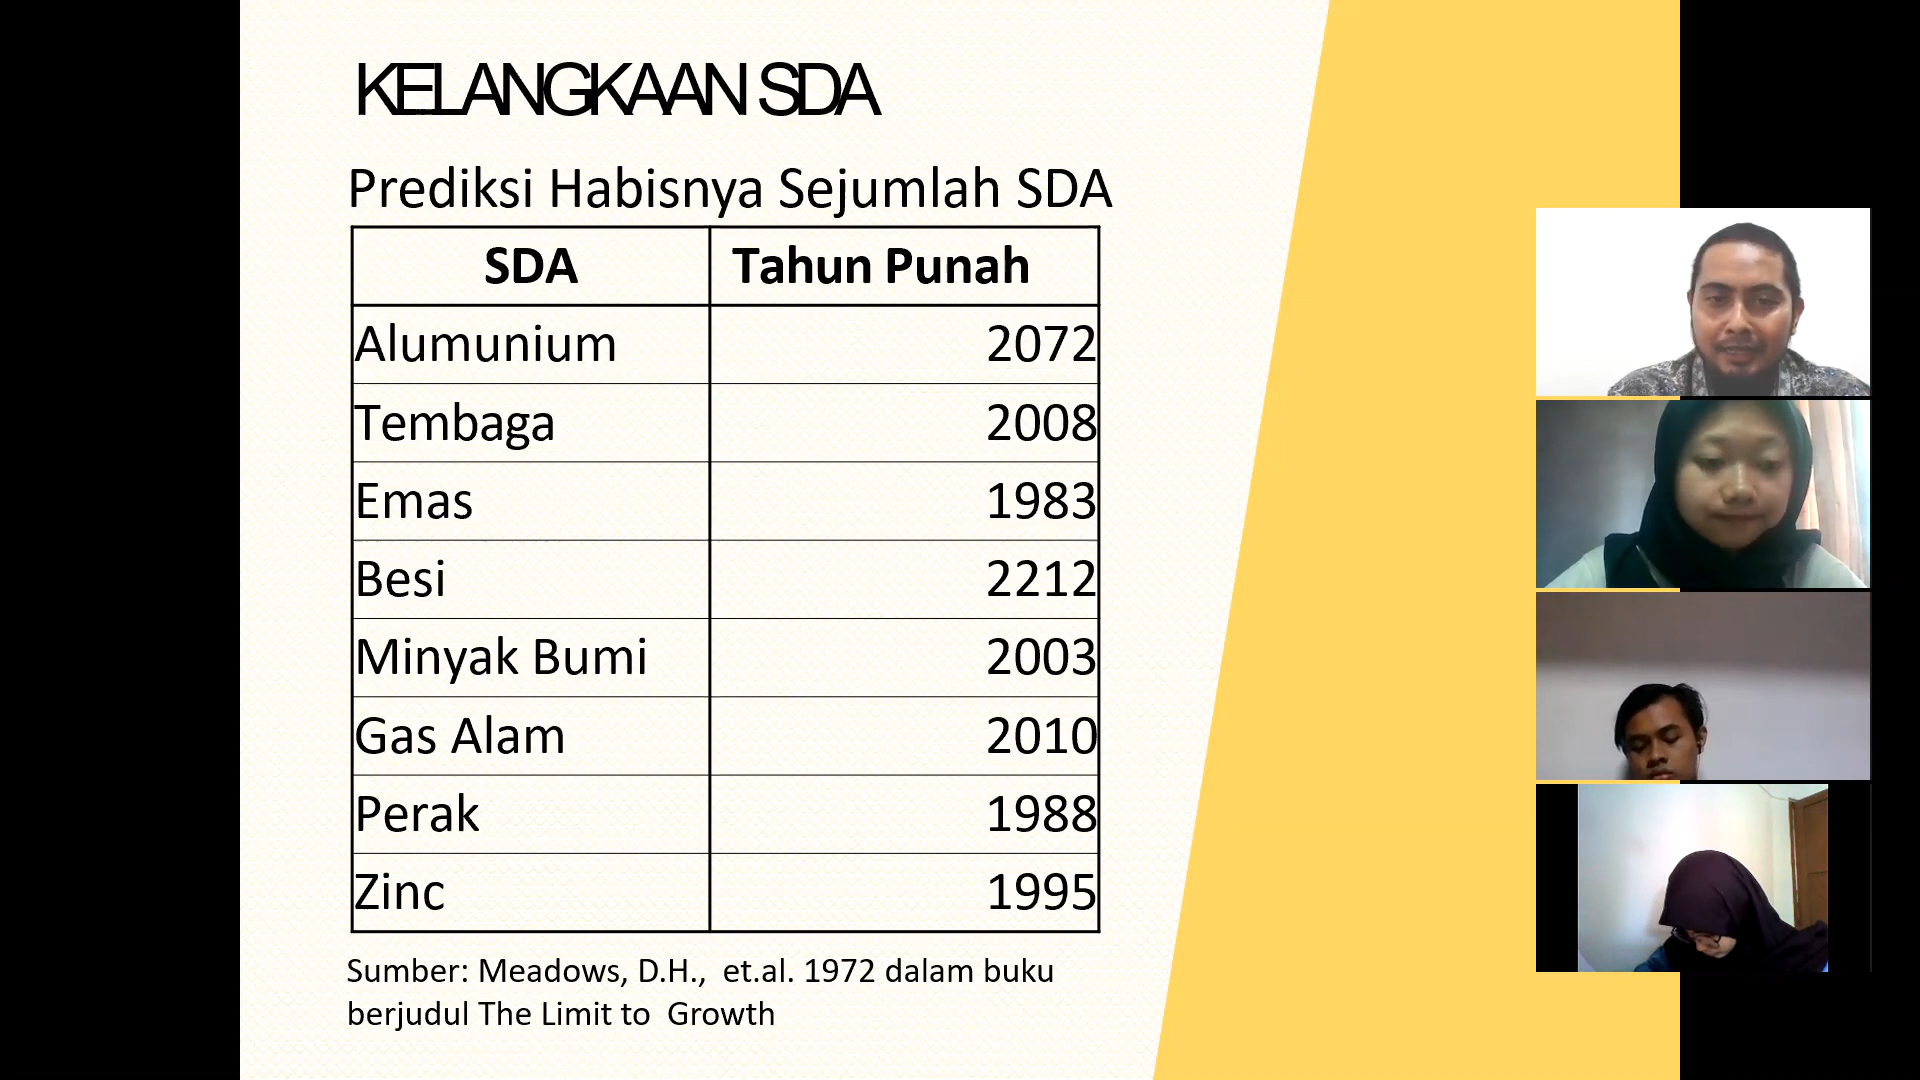 KELANGKAAN SDA
Prediksi Habisnya Sejumlah SDA
SDA Tahun Punah
Alumunium 2072
Tembaga 2008
Emas 1983
Besi 2212
Minyak Bumi 2003
Gas Alam 2010
Perak 1988
Zinc 1995
Sumber: Meadows, D.H., et.al. 1972 dalam buku
berjudul The Limit to Growth